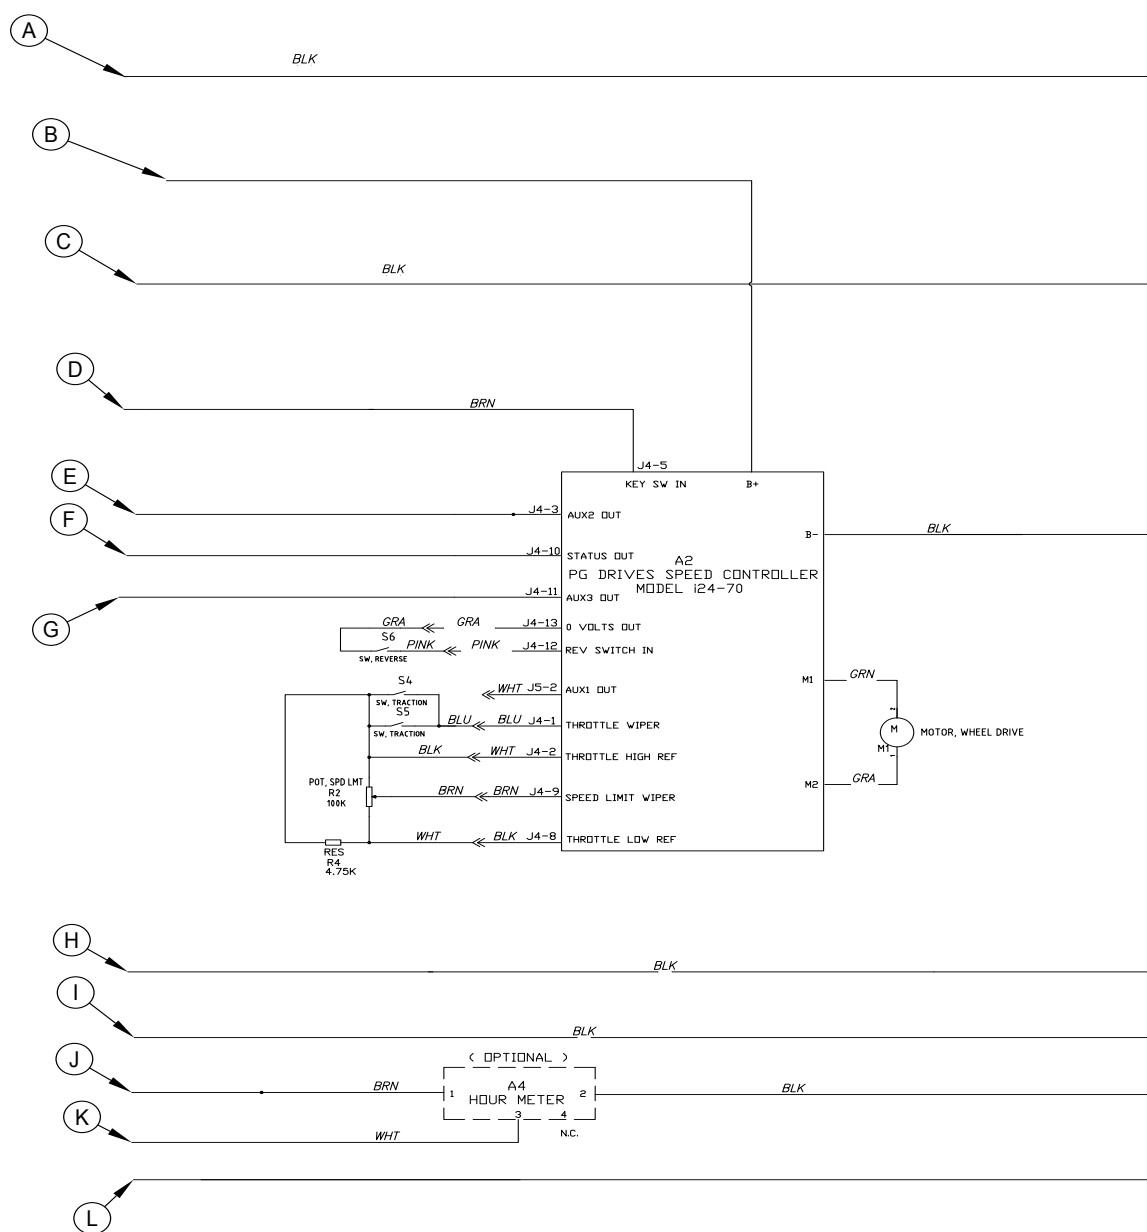 A
BLK
B
C
BLK
D
BRN
J4-5
E
KEY SW IN
B+
J4-3
AUX2 OUT
F
B-
BLK
J4-10
STATUS OUT
A2
PG DRIVES SPEED CONTROLLER
MODEL i24-70
J4-11
AUX3 OUT
G
GRA
GRA
J4-13
0 VOLTS OUT
S6
PINK
PINK
J4-12
REV SWITCH IN
SW, REVERSE
S4
WHT
J5-2
AUX1 OUT
M1
GRN
SW, TRACTION
S5
BLU
BLU
J4-1
THROTTLE WIPER
2
M
MOTOR, WHEEL DRIVE
SW, TRACTION
M1
1
BLK
WHT
J4-2
THROTTLE HIGH REF
POT, SPD LMT
R2
100K
BRN
BRN
J4-9
SPEED LIMIT WIPER
M2
GRA
WHT
BLK
J4-8
THROTTLE LOW REF
RES
R4
4.75K
H
BLK
I
BLK
( OPTIONAL )
J
BRN
1
A4
HOUR METER
2
BLK
3
4
K
WHT
N.C.
L